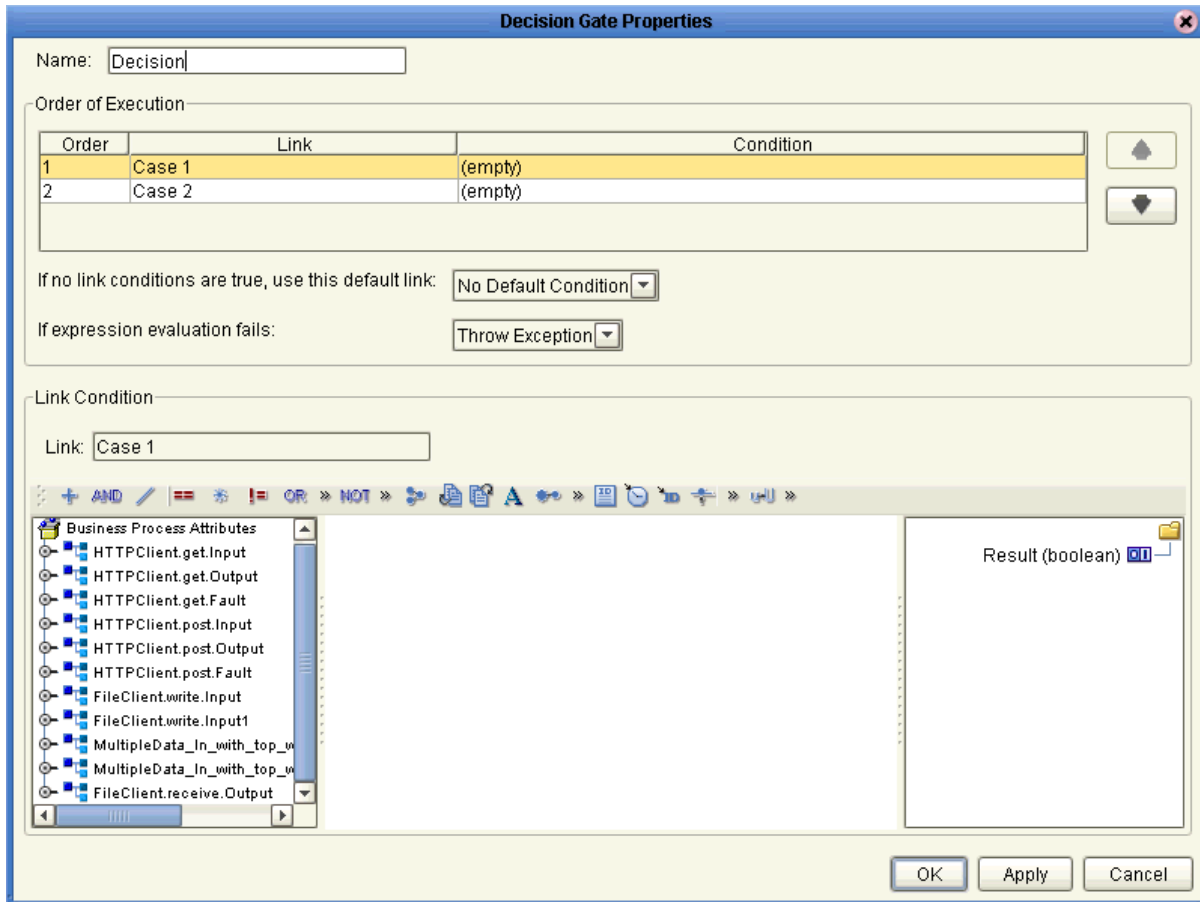 Decision Gate Properties
Name: Decision
Order of Execution
Order Link Condition
1 Case 1 (empty)
2 Case 2 (empty)
If no link conditions are true, use this default link: No Default Condition
If expression evaluation fails: Throw Exception
Link Condition
Link: Case 1
AND == != OR » NOT » A » » »
Business Process Attributes
HTTPClient.get.Input
HTTPClient.get.Output
HTTPClient.get.Fault
HTTPClient.post.Input
HTTPClient.post.Output
HTTPClient.post.Fault
FileClient.write.Input
FileClient.write.Input1
MultipleData_In_with_top_w
MultipleData_In_with_top_w
FileClient.receive.Output
Result (boolean)
OK Apply Cancel